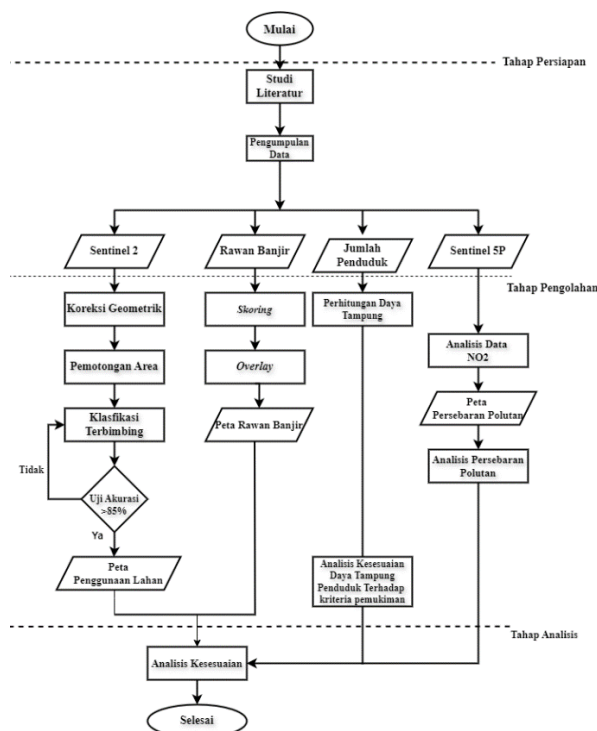 Mulai
Tahap Persiapan
Studi
Literatur
Pengumpulan
Data
Sentinel 2
Rawan Banjir
Jumlah
Penduduk
Sentinel 5P
Tahap Pengolahan
Koreksi Geometrik
Skoring
Perhitungan Daya
Tampung
Pemotongan Area
Overlay
Analisis Data
NO2
Klasfikasi
Terbimbing
Peta Rawan Banjir
Peta
Persebaran Polutan
Tidak
Uji Akurasi
>85%
Analisis Persebaran
Polutan
Ya
Peta
Penggunaan Lahan
Analisis Kesesuaian
Daya Tampung
Penduduk Terhadap
kriteria pemukiman
Tahap Analisis
Analisis Kesesuaian
Selesai